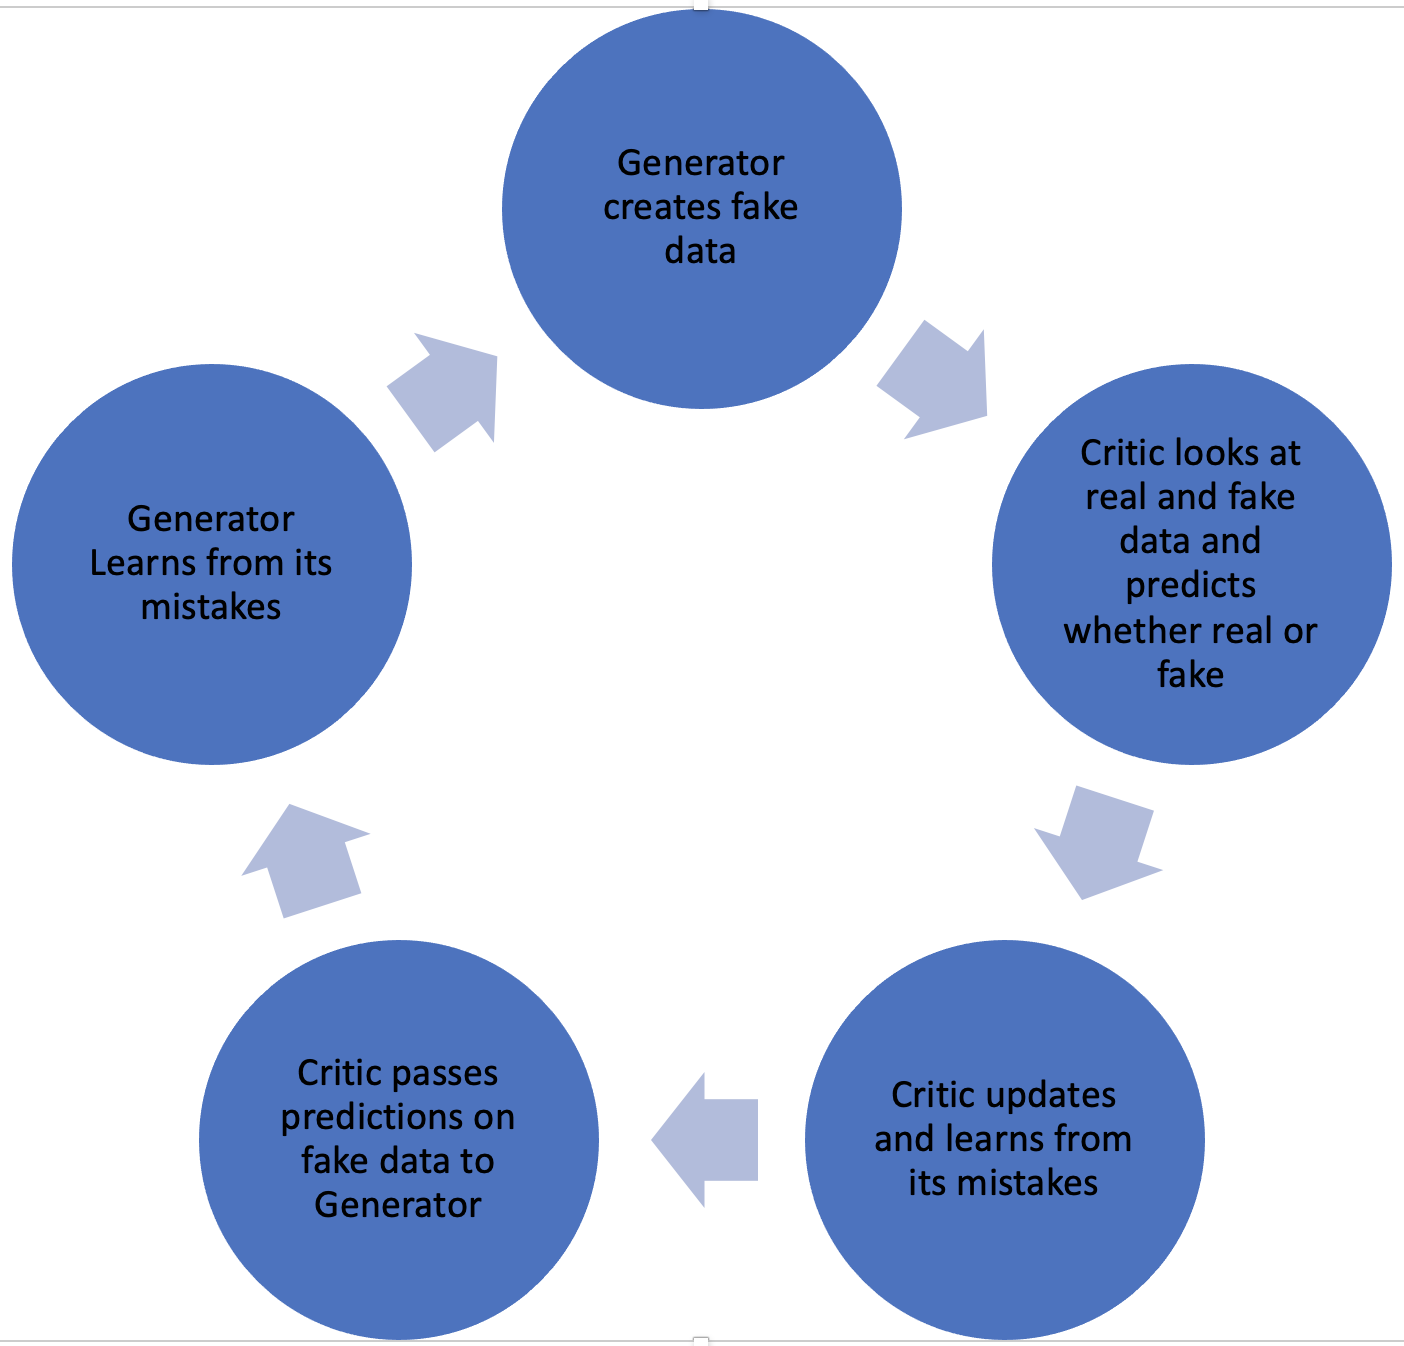 Generator
creates fake
data
Critic looks at
real and fake
data and
predicts
whether real or
fake
Critic updates
and learns from
its mistakes
Critic passes
predictions on
fake data to
Generator
Generator
Learns from its
mistakes